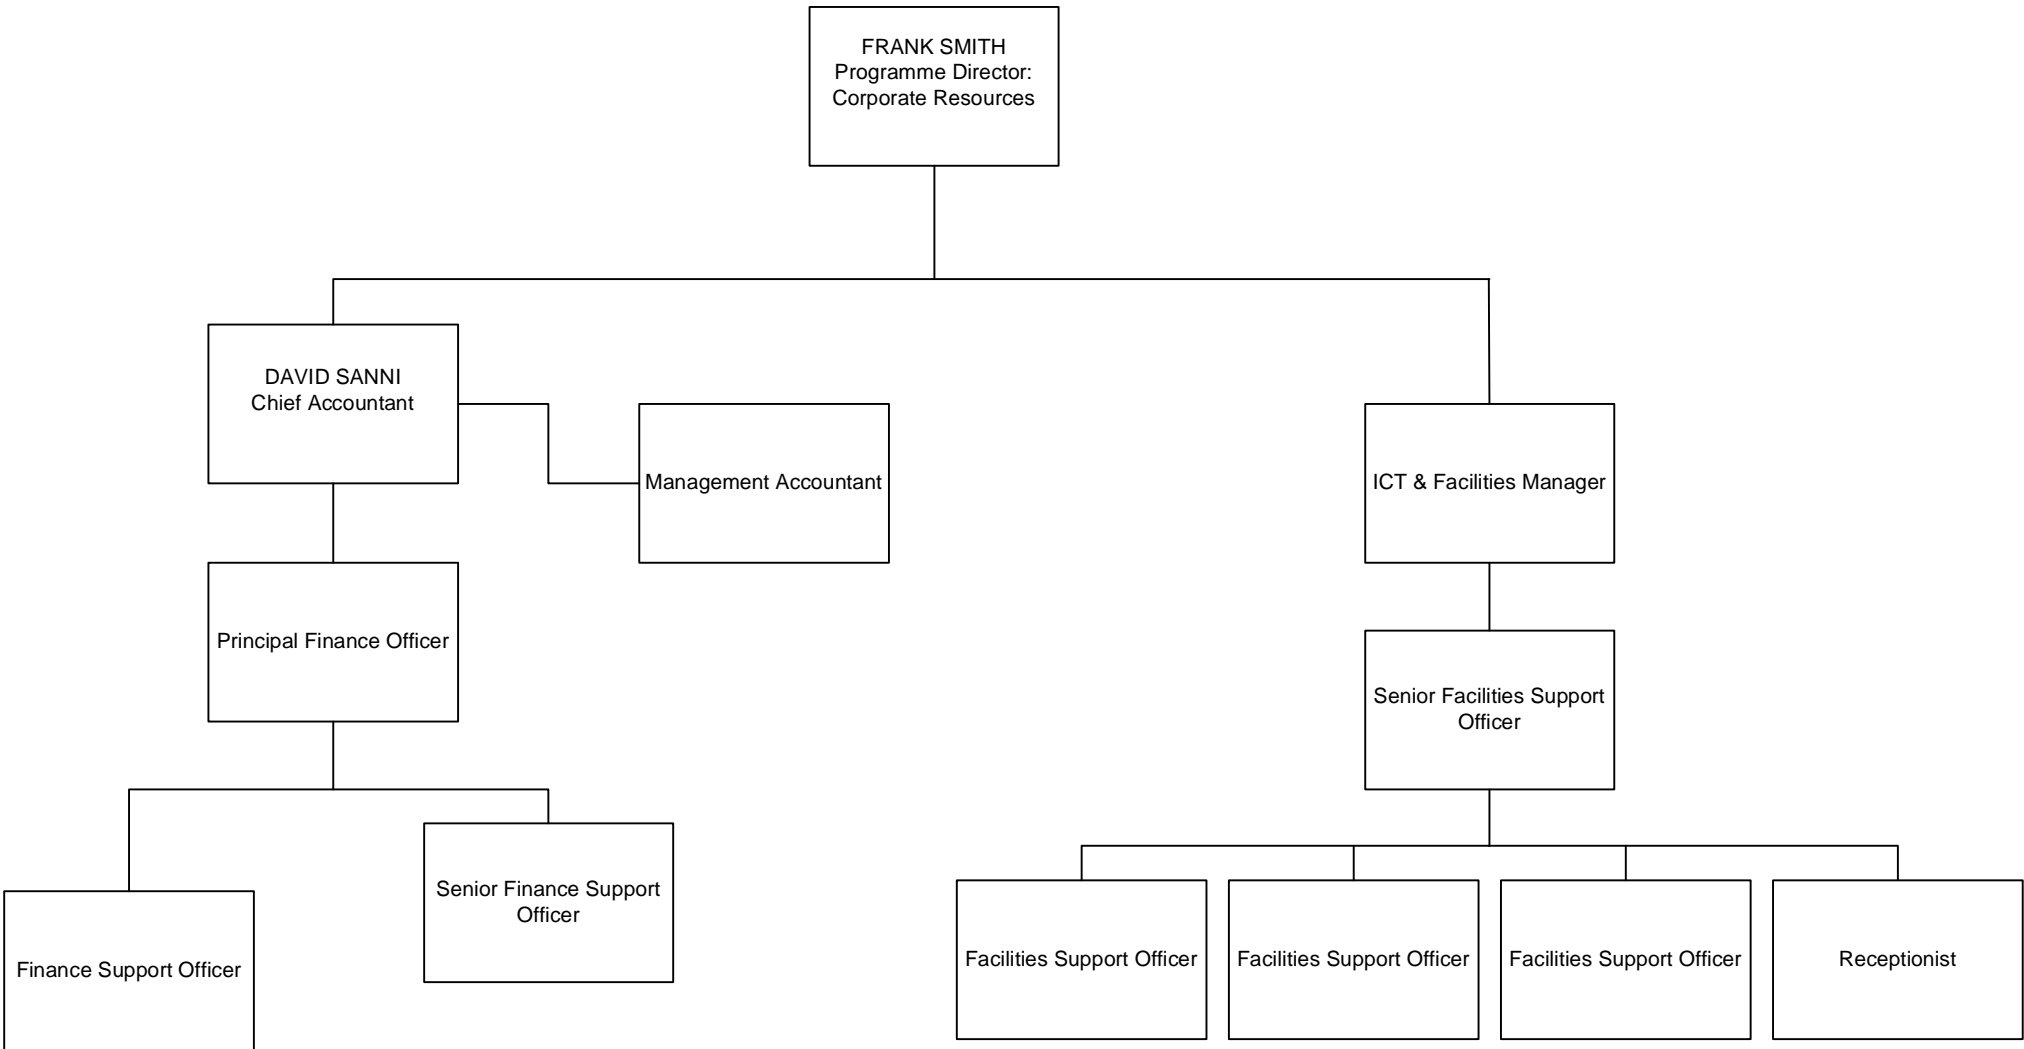 FRANK SMITH
Programme Director:
Corporate Resources
DAVID SANNI
Chief Accountant
Management Accountant
ICT & Facilities Manager
Principal Finance Officer
Senior Facilities Support
Officer
Senior Finance Support
Officer
Finance Support Officer
Facilities Support Officer
Facilities Support Officer
Facilities Support Officer
Receptionist